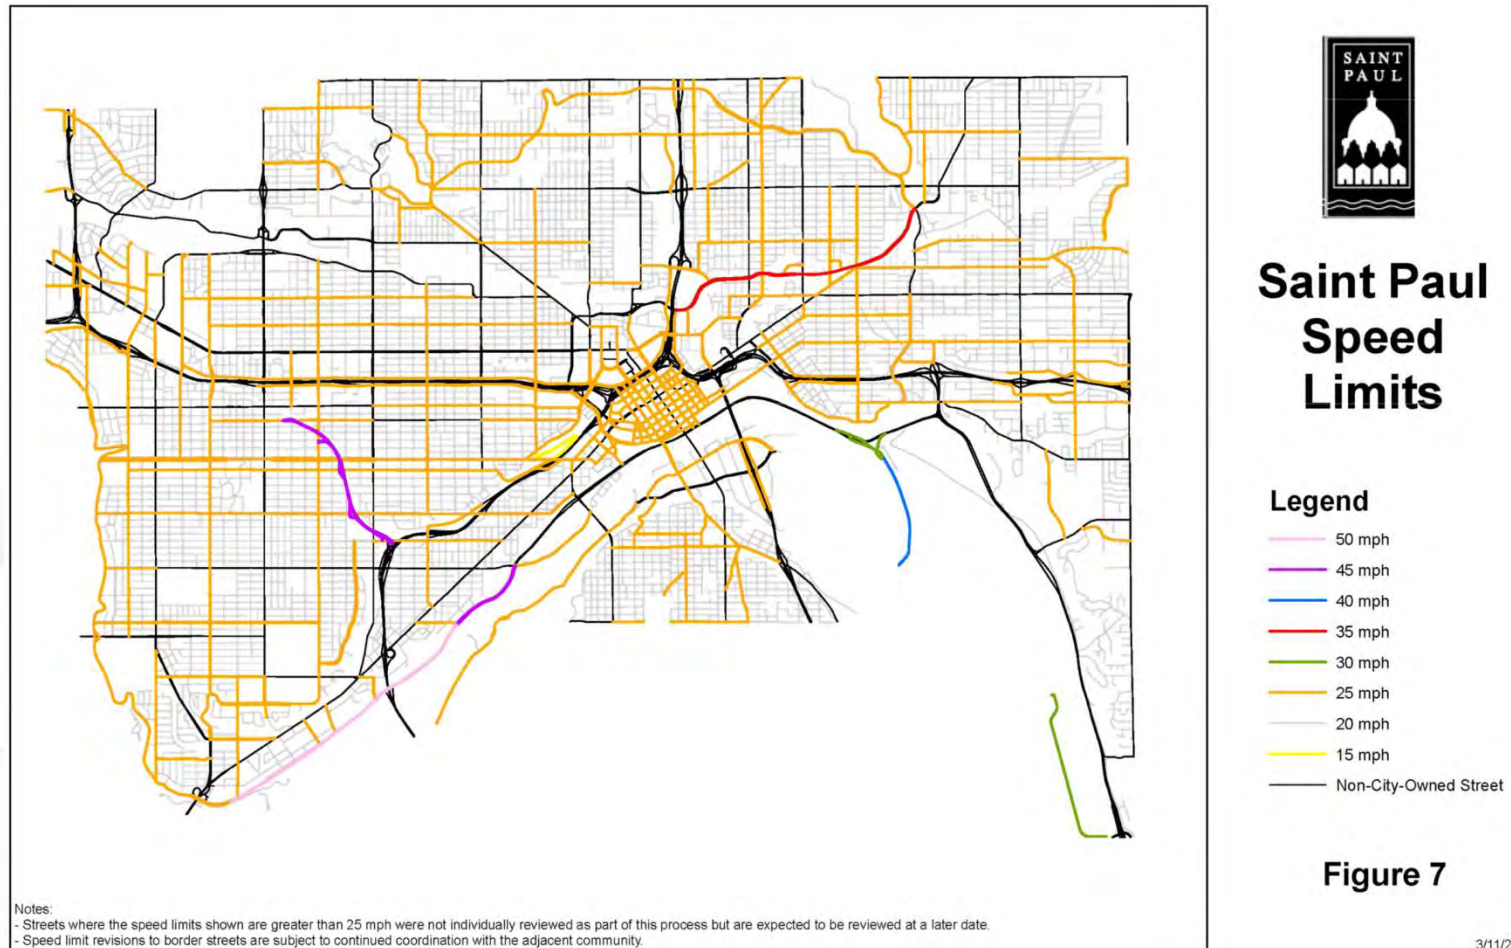 SAINT
PAUL
Saint Paul
Speed
Limits
Legend
50 mph
45 mph
40 mph
35 mph
30 mph
25 mph
20 mph
15 mph
Non-City-Owned Street
Figure 7
Notes:
- Streets where the speed limits shown are greater than 25 mph were not individually reviewed as part of this process but are expected to be reviewed at a later date.
- Speed limit revisions to border streets are subject to continued coordination with the adjacent community.
3/11/2